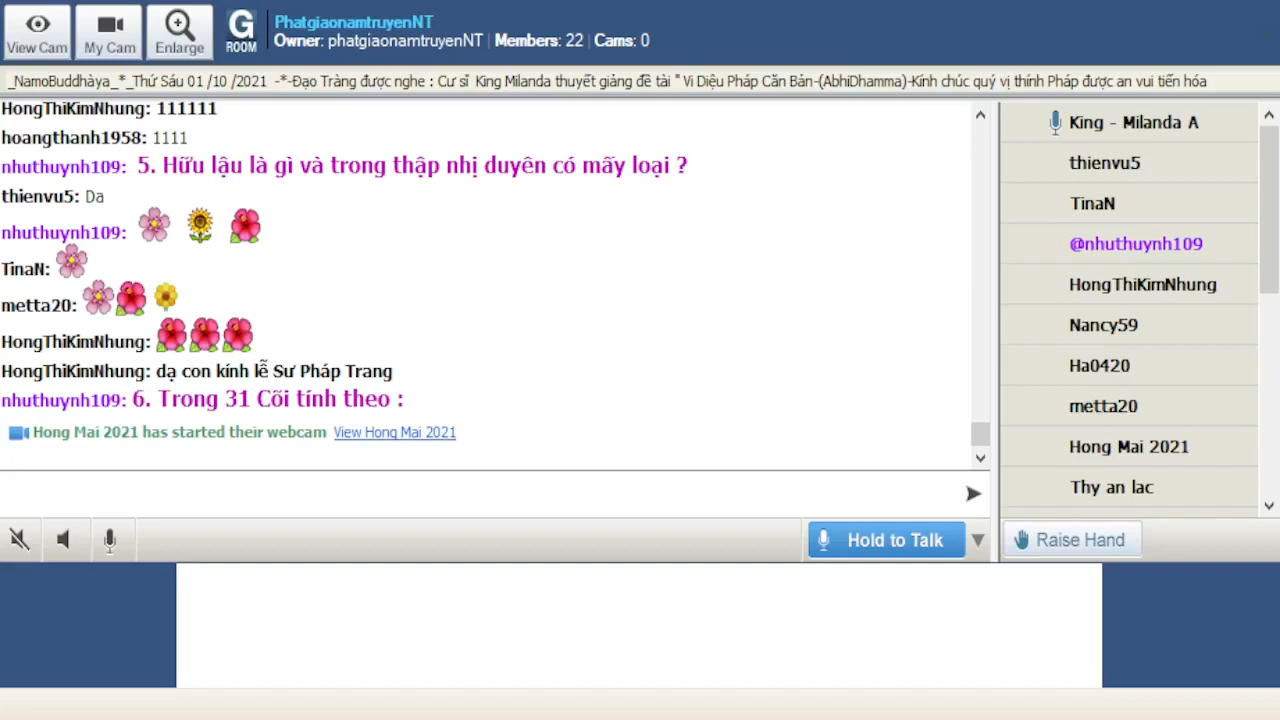 View Cam
My Cam
Enlarge
G
ROOM
PhatgiaonamtruyenNT
Owner: phatgiaonamtruyenNT | Members: 22 | Cams: 0
_NamoBuddhàya_*_Thứ Sáu 01 /10 /2021 -*-Đạo Tràng được nghe : Cư sĩ King Milanda thuyết giảng đề tài " Vi Diệu Pháp Căn Bản-(AbhiDhamma)-Kính chúc quý vị thính Pháp được an vui tiến hóa
HongThiKimNhung: 111111
hoangthanh1958: 1111
nhuthuynh109: 5. Hữu lậu là gì và trong thập nhị duyên có mấy loại ?
thienvu5: Da
nhuthuynh109:
TinaN:
metta20:
HongThiKimNhung:
HongThiKimNhung: dạ con kính lễ Sư Pháp Trang
nhuthuynh109: 6. Trong 31 Cõi tính theo :
Hong Mai 2021 has started their webcam View Hong Mai 2021
King - Milanda A
thienvu5
TinaN
@nhuthuynh109
HongThiKimNhung
Nancy59
Ha0420
metta20
Hong Mai 2021
Thy an lac
Hold to Talk
Raise Hand